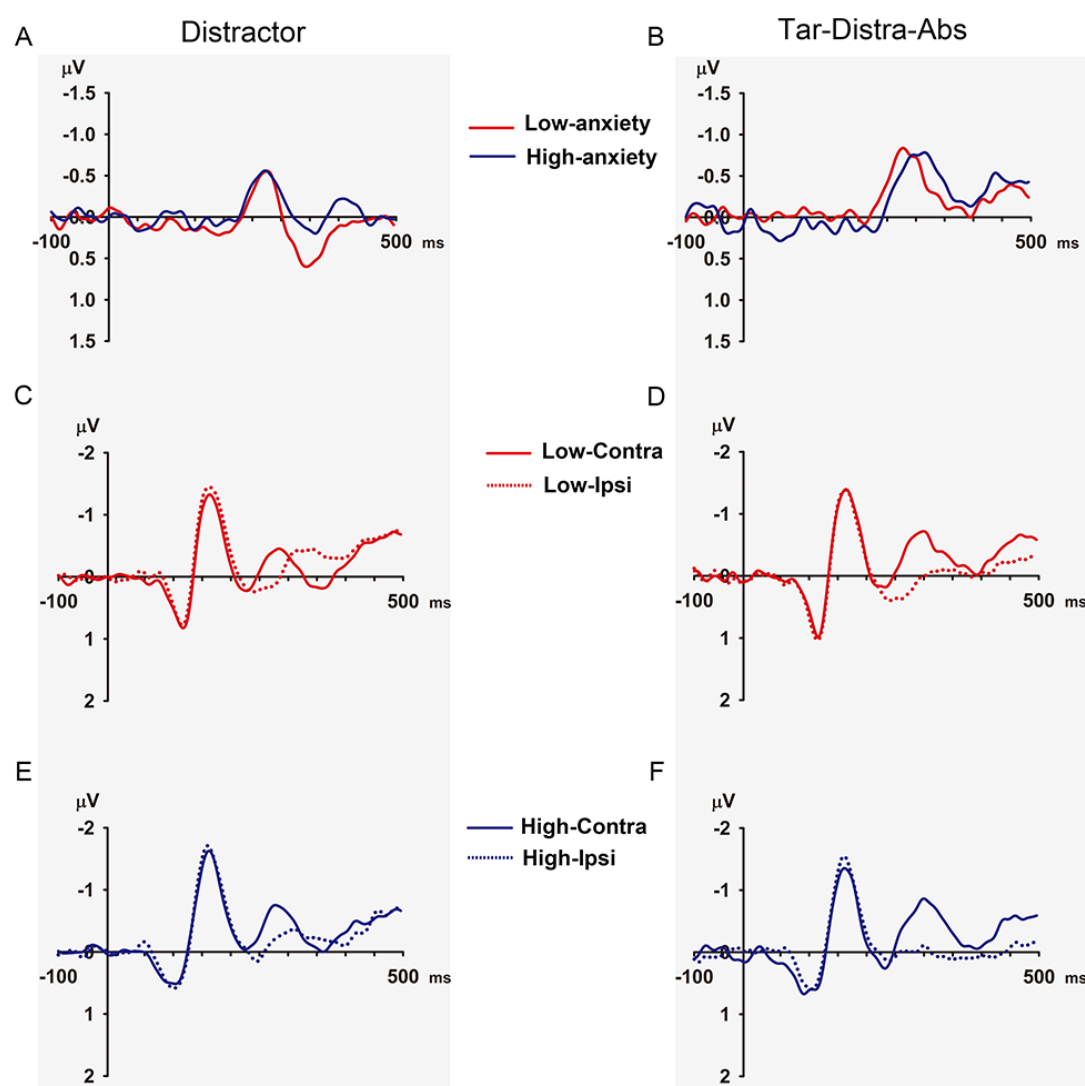 A
Distractor
B
Tar-Distra-Abs
μV
-1.5
-1.0
-0.5
0.0
0.5
1.0
1.5
-100
500 ms
Low-anxiety
High-anxiety
μV
-1.5
-1.0
-0.5
0.0
0.5
1.0
1.5
-100
500 ms
C
μV
-2
-1
0
1
2
-100
500 ms
Low-Contra
Low-Ipsi
D
μV
-2
-1
0
1
2
-100
500 ms
E
μV
-2
-1
0
1
2
-100
500 ms
High-Contra
High-Ipsi
F
μV
-2
-1
0
1
2
-100
500 ms